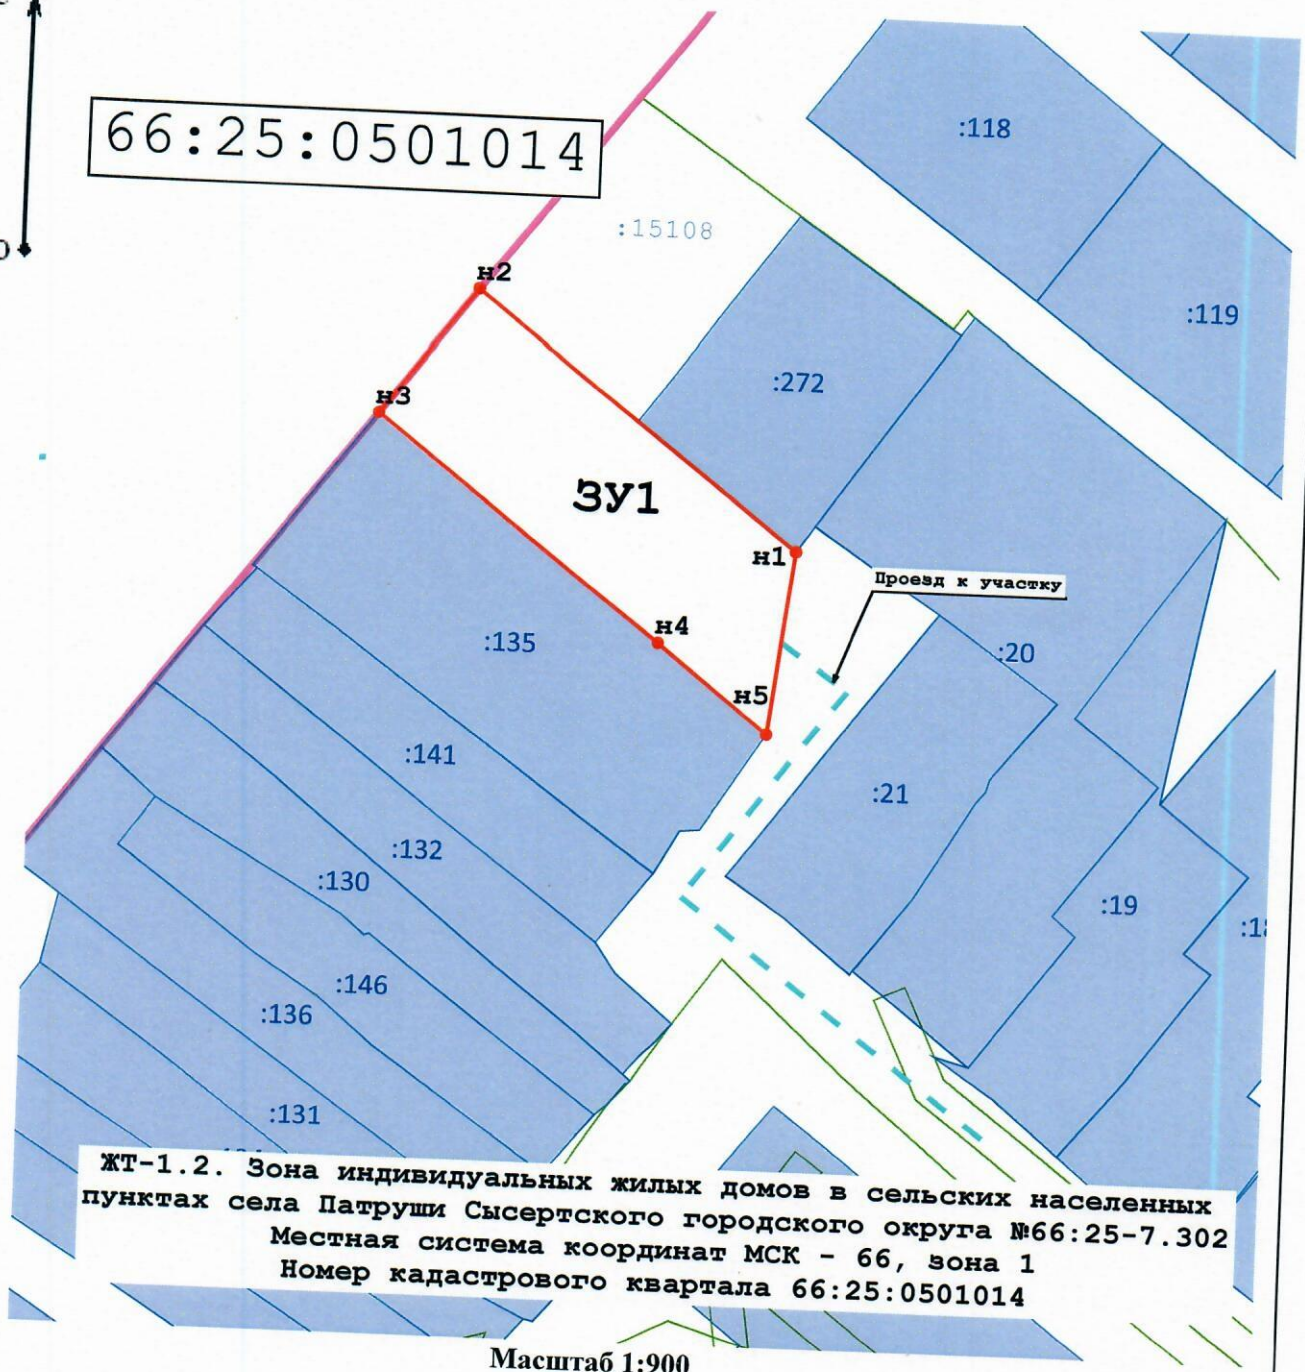 66:25:0501014
:118
:15108
н2
:119
:272
н3
ЗУ1
н1
Проезд к участку
н4
:135
:20
н5
:141
:21
:132
:130
:19
:146
:136
:131
ЖТ-1.2. Зона индивидуальных жилых домов в сельских населенных
пунктах села Патруши Сысертского городского округа №66:25-7.302
Местная система координат МСК - 66, зона 1
Номер кадастрового квартала 66:25:0501014
Масштаб 1:900